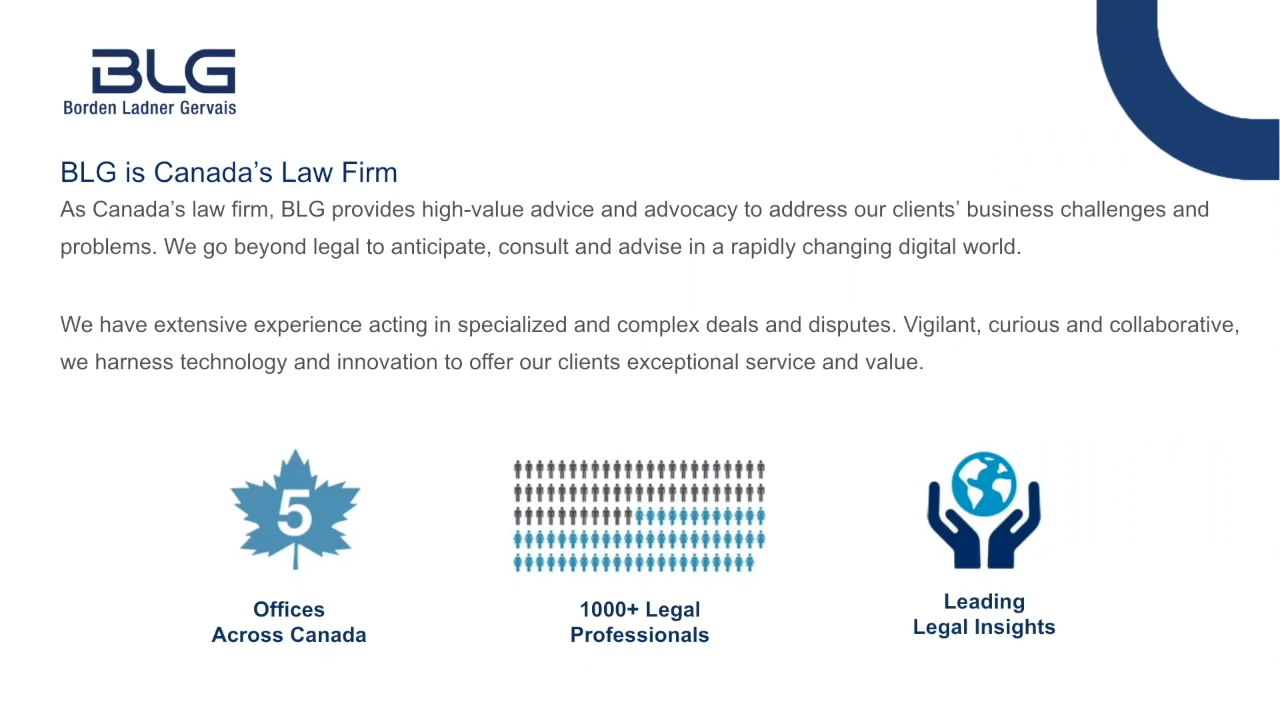 BLG
Borden Ladner Gervais
BLG is Canada’s Law Firm
As Canada’s law firm, BLG provides high-value advice and advocacy to address our clients’ business challenges and
problems. We go beyond legal to anticipate, consult and advise in a rapidly changing digital world.
We have extensive experience acting in specialized and complex deals and disputes. Vigilant, curious and collaborative,
we harness technology and innovation to offer our clients exceptional service and value.
5
Offices
Across Canada
1000+ Legal
Professionals
Leading
Legal Insights